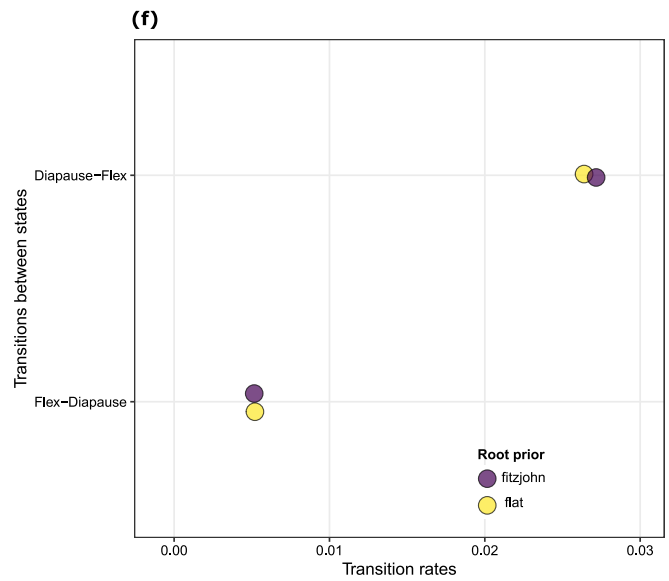 (f)
Transitions between states
Diapause−Flex
Flex−Diapause
Root prior
fitzjohn
flat
0.00
0.01
0.02
0.03
Transition rates